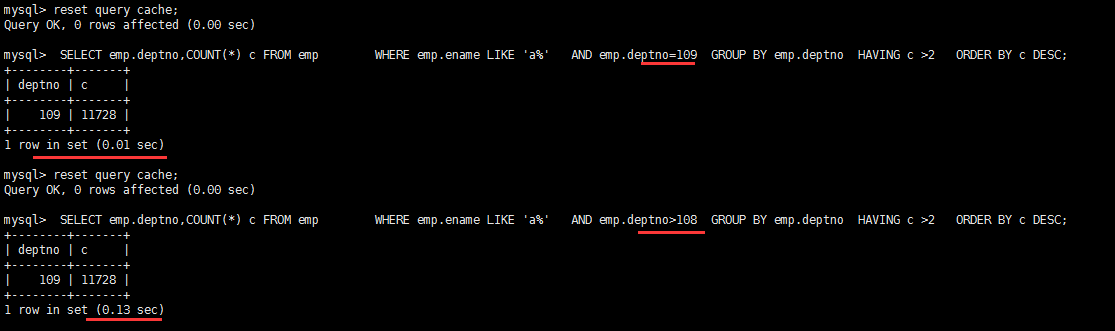 mysql> reset query cache;
Query OK, 0 rows affected (0.00 sec)
mysql>  SELECT emp.deptno,COUNT(*) c FROM emp        WHERE emp.ename LIKE 'a%'   AND emp.deptno=109  GROUP BY emp.deptno  HAVING c >2   ORDER BY c DESC;
+--------+-------+
| deptno | c     |
+--------+-------+
|    109 | 11728 |
+--------+-------+
1 row in set (0.01 sec)
mysql> reset query cache;
Query OK, 0 rows affected (0.00 sec)
mysql>  SELECT emp.deptno,COUNT(*) c FROM emp        WHERE emp.ename LIKE 'a%'   AND emp.deptno>108  GROUP BY emp.deptno  HAVING c >2   ORDER BY c DESC;
+--------+-------+
| deptno | c     |
+--------+-------+
|    109 | 11728 |
+--------+-------+
1 row in set (0.13 sec)